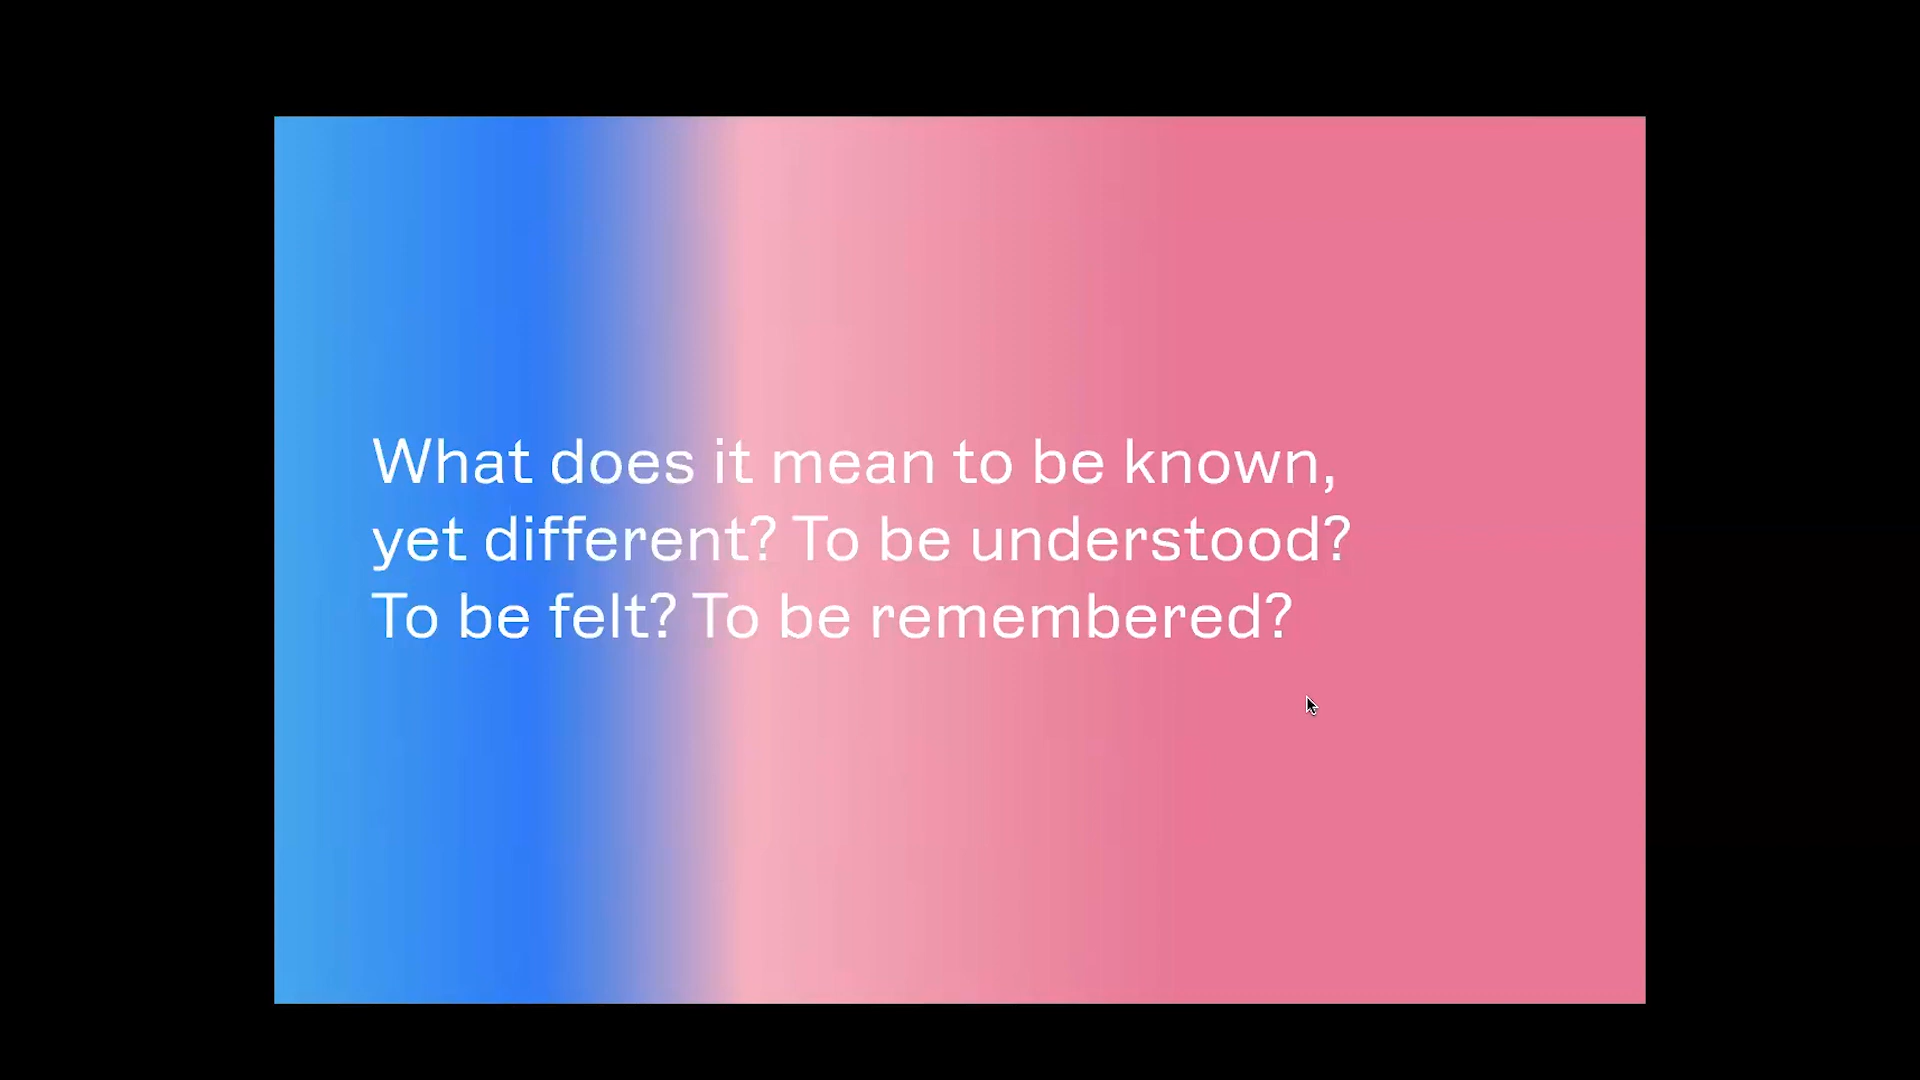 What does it mean to be known,
yet different? To be understood?
To be felt? To be remembered?